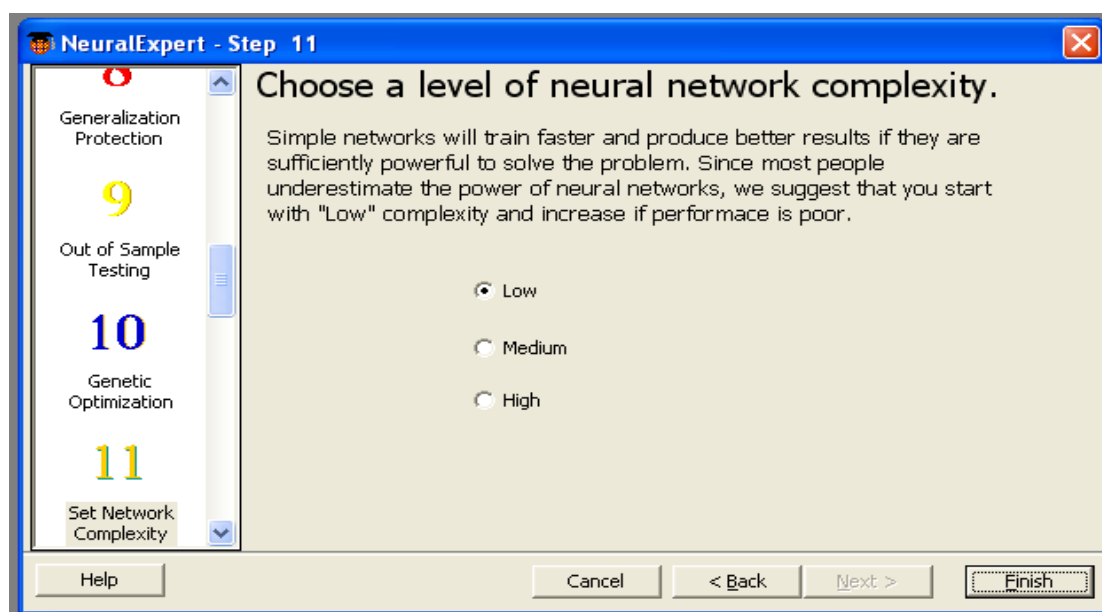 NeuralExpert - Step 11
8
Generalization
Protection
9
Out of Sample
Testing
10
Genetic
Optimization
11
Set Network
Complexity
Choose a level of neural network complexity.
Simple networks will train faster and produce better results if they are
sufficiently powerful to solve the problem. Since most people
underestimate the power of neural networks, we suggest that you start
with "Low" complexity and increase if performace is poor.
Low
Medium
High
Help
Cancel
< Back
Next >
Finish